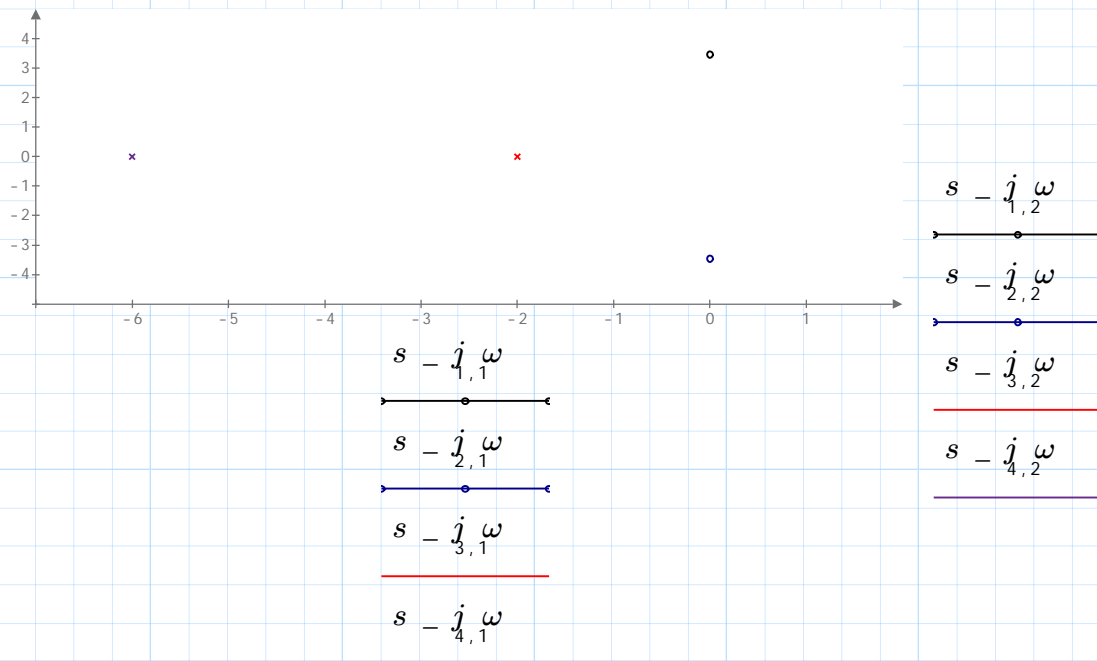 4
3
2
1
0
-1
-2
-3
-4
-6 -5 -4 -3 -2 -1 0 1
s _ j ω 1,2
s _ j ω 2,2
s _ j ω 3,2
s _ j ω 4,2
s _ j ω 1,1
s _ j ω 2,1
s _ j ω 3,1
s _ j ω 4,1